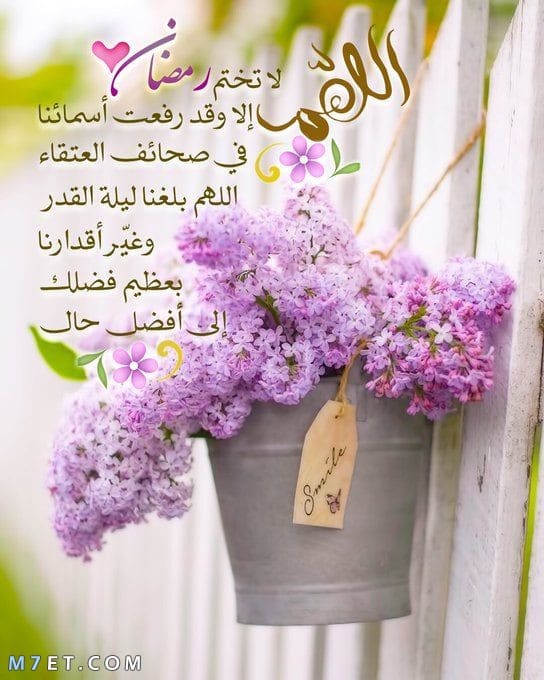 اللهم لا تختم رمضان
إلا وقد رفعت أسمائنا
في صحائف العتقاء
اللهم بلغنا ليلة القدر
وغيّر أقدارنا
بعظيم فضلك
إلى أفضل حال
Smile
M7ET.COM